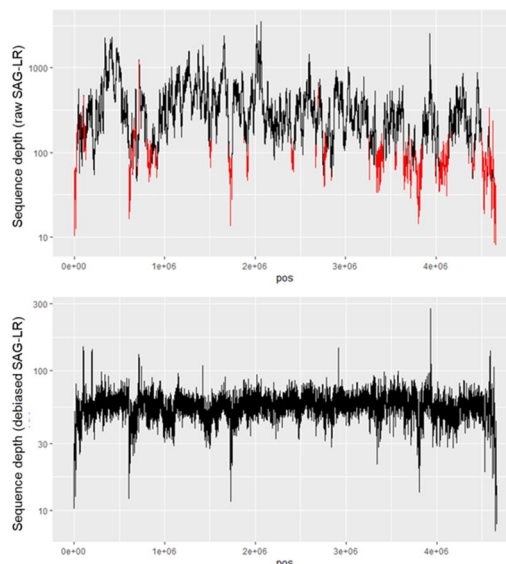 Sequence depth (raw SAG-LR)
1000
100
10
0e+00 1e+06 2e+06 3e+06 4e+06
pos
Sequence depth (debiased SAG-LR)
300
100
30
10
0e+00 1e+06 2e+06 3e+06 4e+06
pos